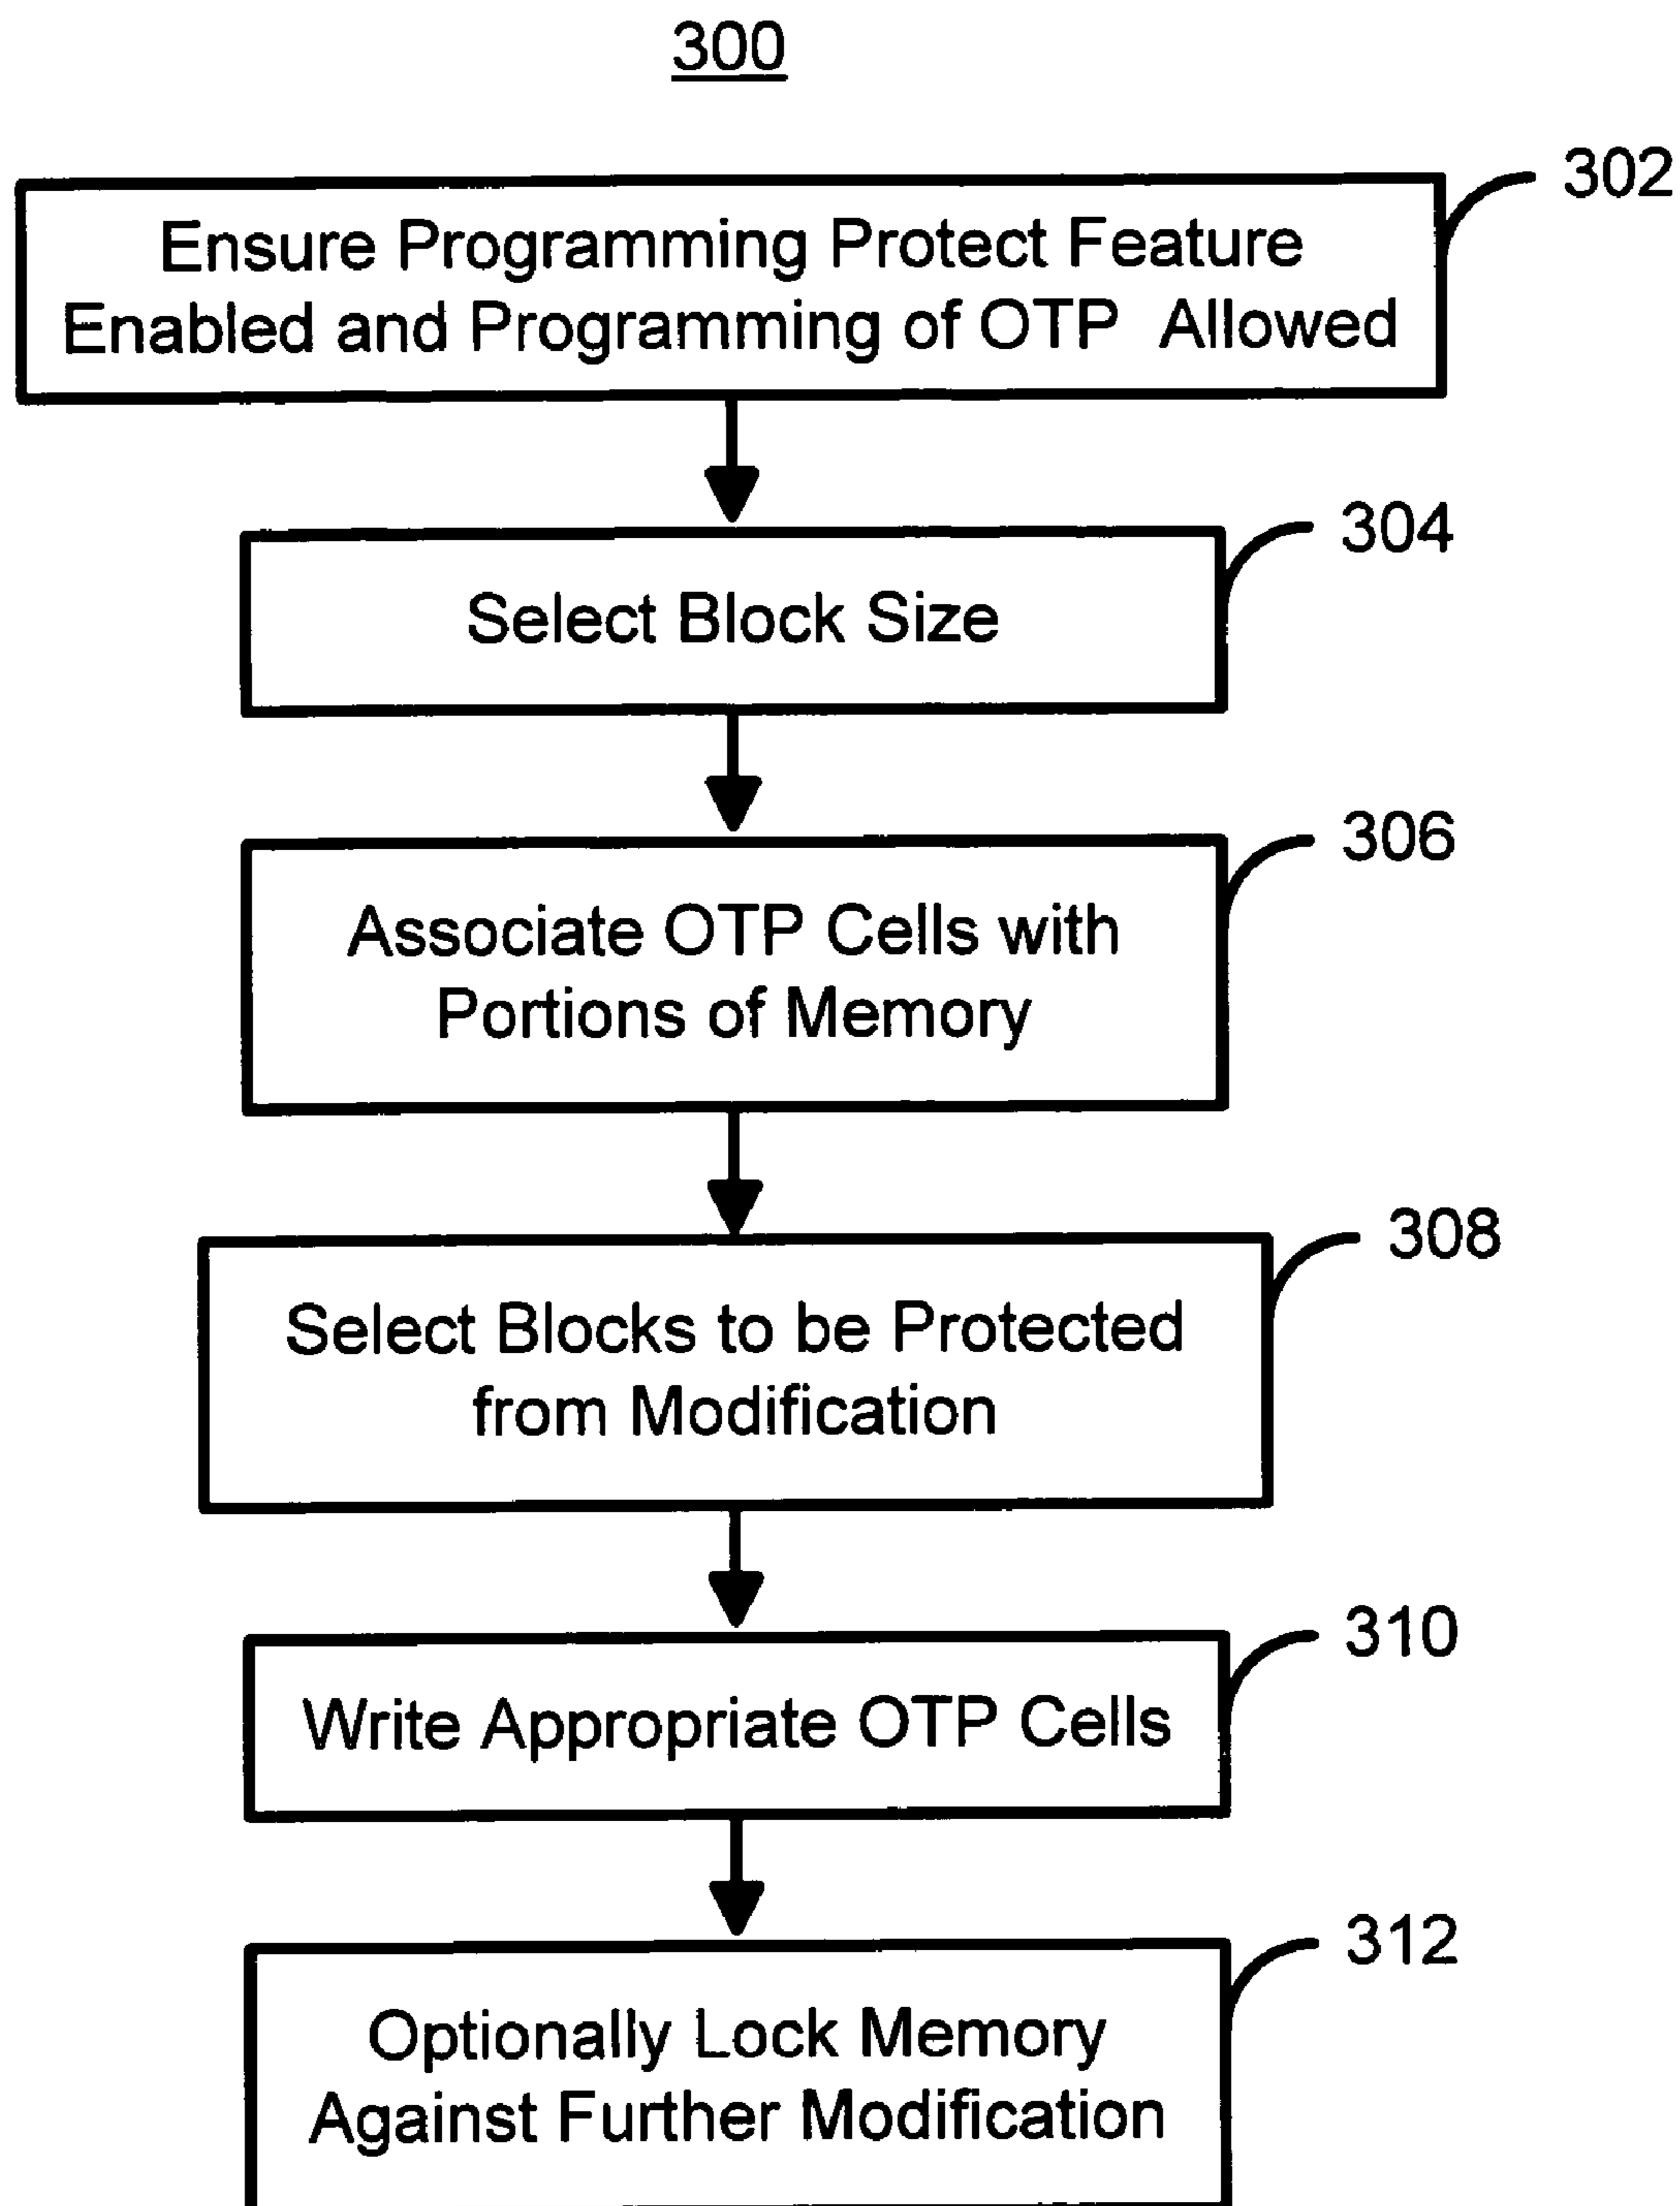 300
302
Ensure Programming Protect Feature
Enabled and Programming of OTP Allowed
304
Select Block Size
306
Associate OTP Cells with
Portions of Memory
308
Select Blocks to be Protected
from Modification
310
Write Appropriate OTP Cells
312
Optionally Lock Memory
Against Further Modification